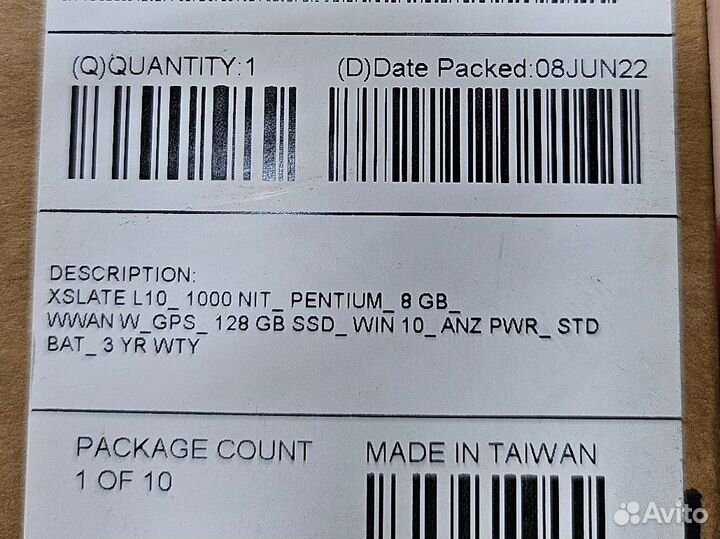 (Q)QUANTITY:1 (D)Date Packed:08JUN22
DESCRIPTION:
XSLATE L10_ 1000 NIT_ PENTIUM_ 8 GB_
WWAN W_GPS_ 128 GB SSD_ WIN 10_ ANZ PWR_ STD
BAT_ 3 YR WTY
PACKAGE COUNT MADE IN TAIWAN
1 OF 10
Avito